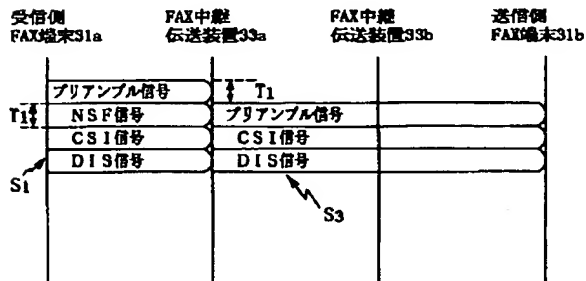 受信側 FAX中継 FAX中継 送信側
FAX端末31a 伝送装置33a 伝送装置33b FAX端末31b
プリアンブル信号 T1
T1 NSF信号 プリアンブル信号
CSI信号 CSI信号
DIS信号 DIS信号
S1 S3